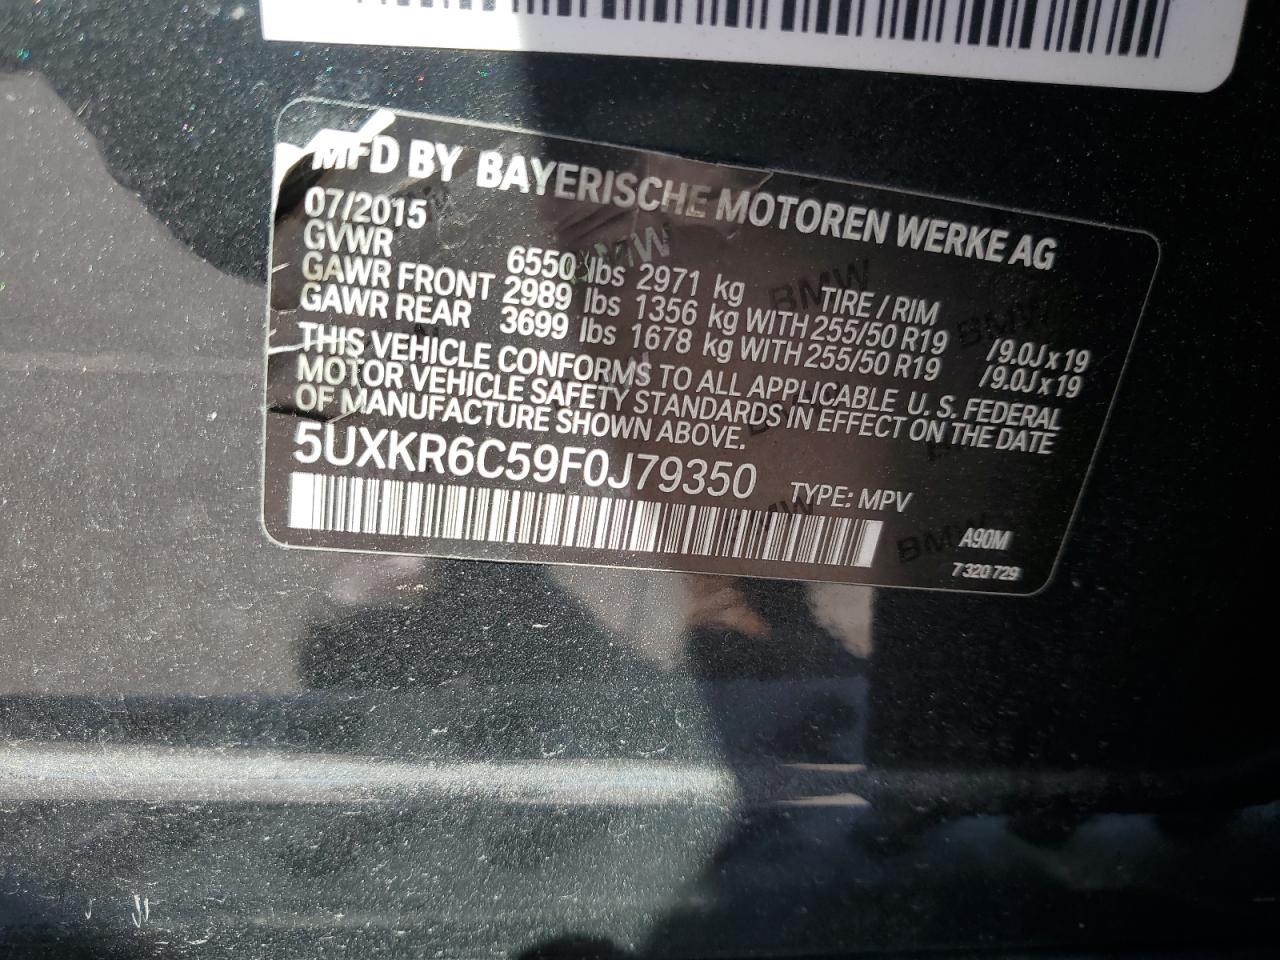 MFD BY BAYERISCHE MOTOREN WERKE AG
07/2015
GVWR 6550 lbs 2971 kg TIRE / RIM
GAWR FRONT 2989 lbs 1356 kg WITH 255/50 R19 /9.0J x 19
GAWR REAR 3699 lbs 1678 kg WITH 255/50 R19 /9.0J x 19
THIS VEHICLE CONFORMS TO ALL APPLICABLE U. S. FEDERAL
MOTOR VEHICLE SAFETY STANDARDS IN EFFECT ON THE DATE
OF MANUFACTURE SHOWN ABOVE.
5UXKR6C59F0J79350 TYPE: MPV
A90M
7 320 729